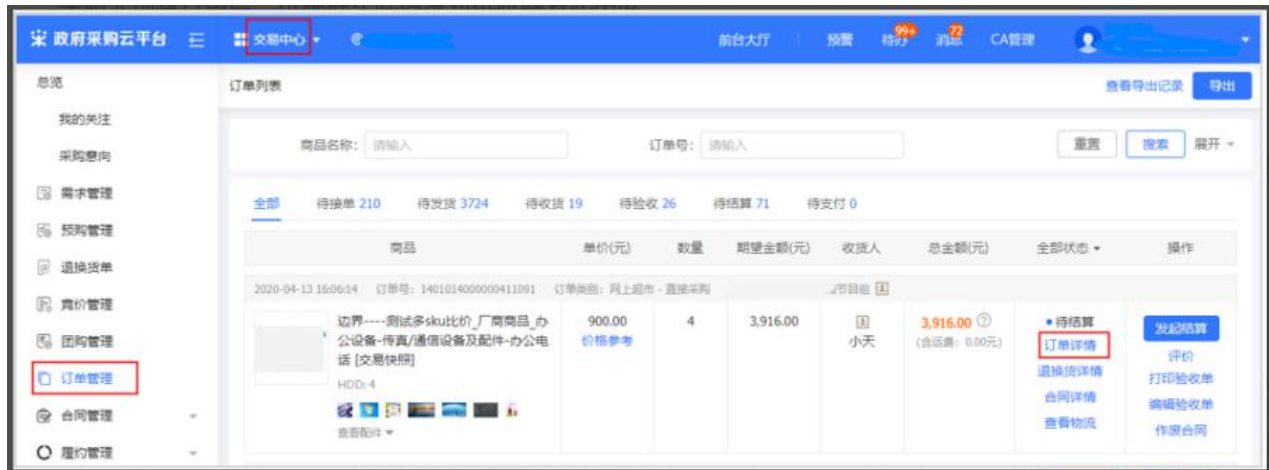 政府采购云平台 交易中心 前台大厅 预警 待办 99+ 消息 72 CA管理
总览
订单列表 查看导出记录 导出
我的关注
采购意向
商品名称: 请输入 订单号: 请输入 重置 搜索 展开
需求管理
全部 待接单 210 待发货 3724 待收货 19 待验收 26 待结算 71 待支付 0
预购管理
商品 单价(元) 数量 期望金额(元) 收货人 总金额(元) 全部状态 操作
退换货单
2020-04-13 16:06:14 订单号: 1401014000000411091 订单类别: 网上超市 - 直接采购 节目组
竞价管理
团购管理
订单管理
合同管理
履约管理
边界----测试多sku比价_厂商商品_办
公设备-传真/通信设备及配件-办公电
话 [交易快照]
HDD: 4
查看配件
900.00
价格参考
4
3,916.00
小天
3,916.00
(含运费: 0.00元)
待结算
订单详情
退换货详情
合同详情
查看物流
发起结算
评价
打印验收单
编辑验收单
作废合同